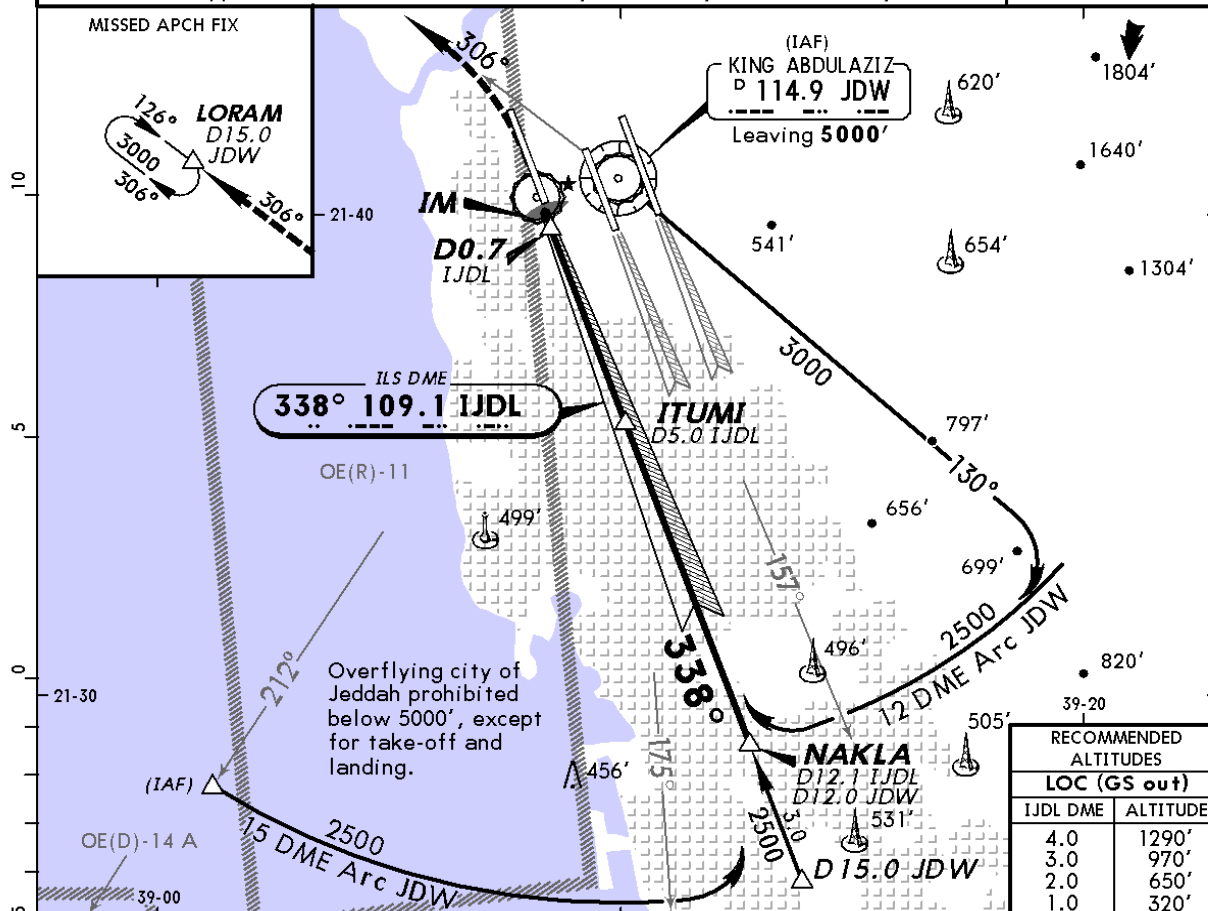 MISSED APCH FIX
126°
LORAM
D15.0
JDW
3000
306°
306°
306°
(IAF)
KING ABDULAZIZ
D 114.9 JDW
Leaving 5000'
620'
1804'
1640'
541'
654'
1304'
10
21-40
IM
D0.7
IJDL
3000
ILS DME
338° 109.1 IJDL
ITUMI
D5.0 IJDL
5
797'
130°
OE(R)-11
499'
656'
699'
157°
2500
12 DME Arc JDW
338°
496'
820'
0
21-30
212°
Overflying city of
Jeddah prohibited
below 5000', except
for take-off and
landing.
39-20
505'
NAKLA
D12.1 IJDL
D12.0 JDW
175°
456'
(IAF)
2500
15 DME Arc JDW
2500
3.0
531'
D15.0 JDW
OE(D)-14 A
39-00
5
RECOMMENDED
ALTITUDES
LOC (GS out)
IJDL DME ALTITUDE
4.0 1290'
3.0 970'
2.0 650'
1.0 320'